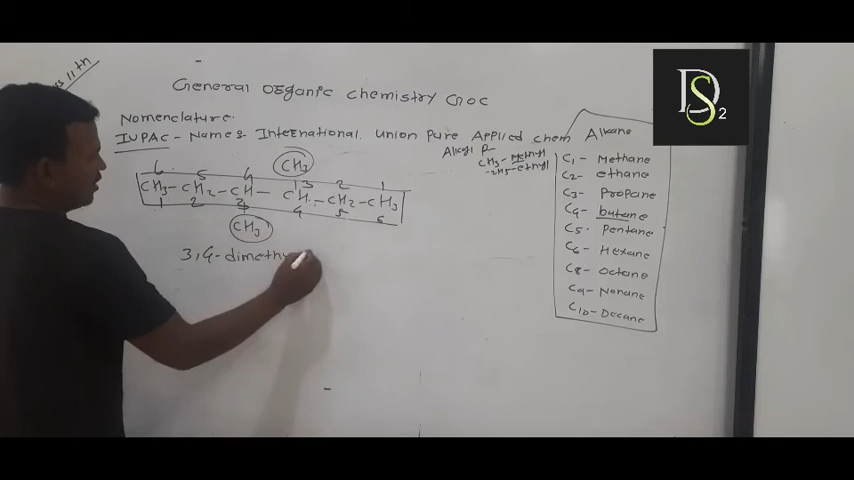 11th
General Organic Chemistry GOC
Nomenclature.
IUPAC - Names International Union Pure Applied Chem
Alkyl
CH3 - Methyl
-ethyl
CH3
6 5 4 3 2 1
CH3 - CH2 - CH - CH - CH2 - CH3
1 2 3 4 5 6
CH3
3,4-dimethy
Alkane
C1 - Methane
C2 - ethane
C3 - Propane
C4 - butane
C5 - Pentane
C6 - Hexane
C8 - Octane
C9 - Nonane
C10 - Decane
DS2